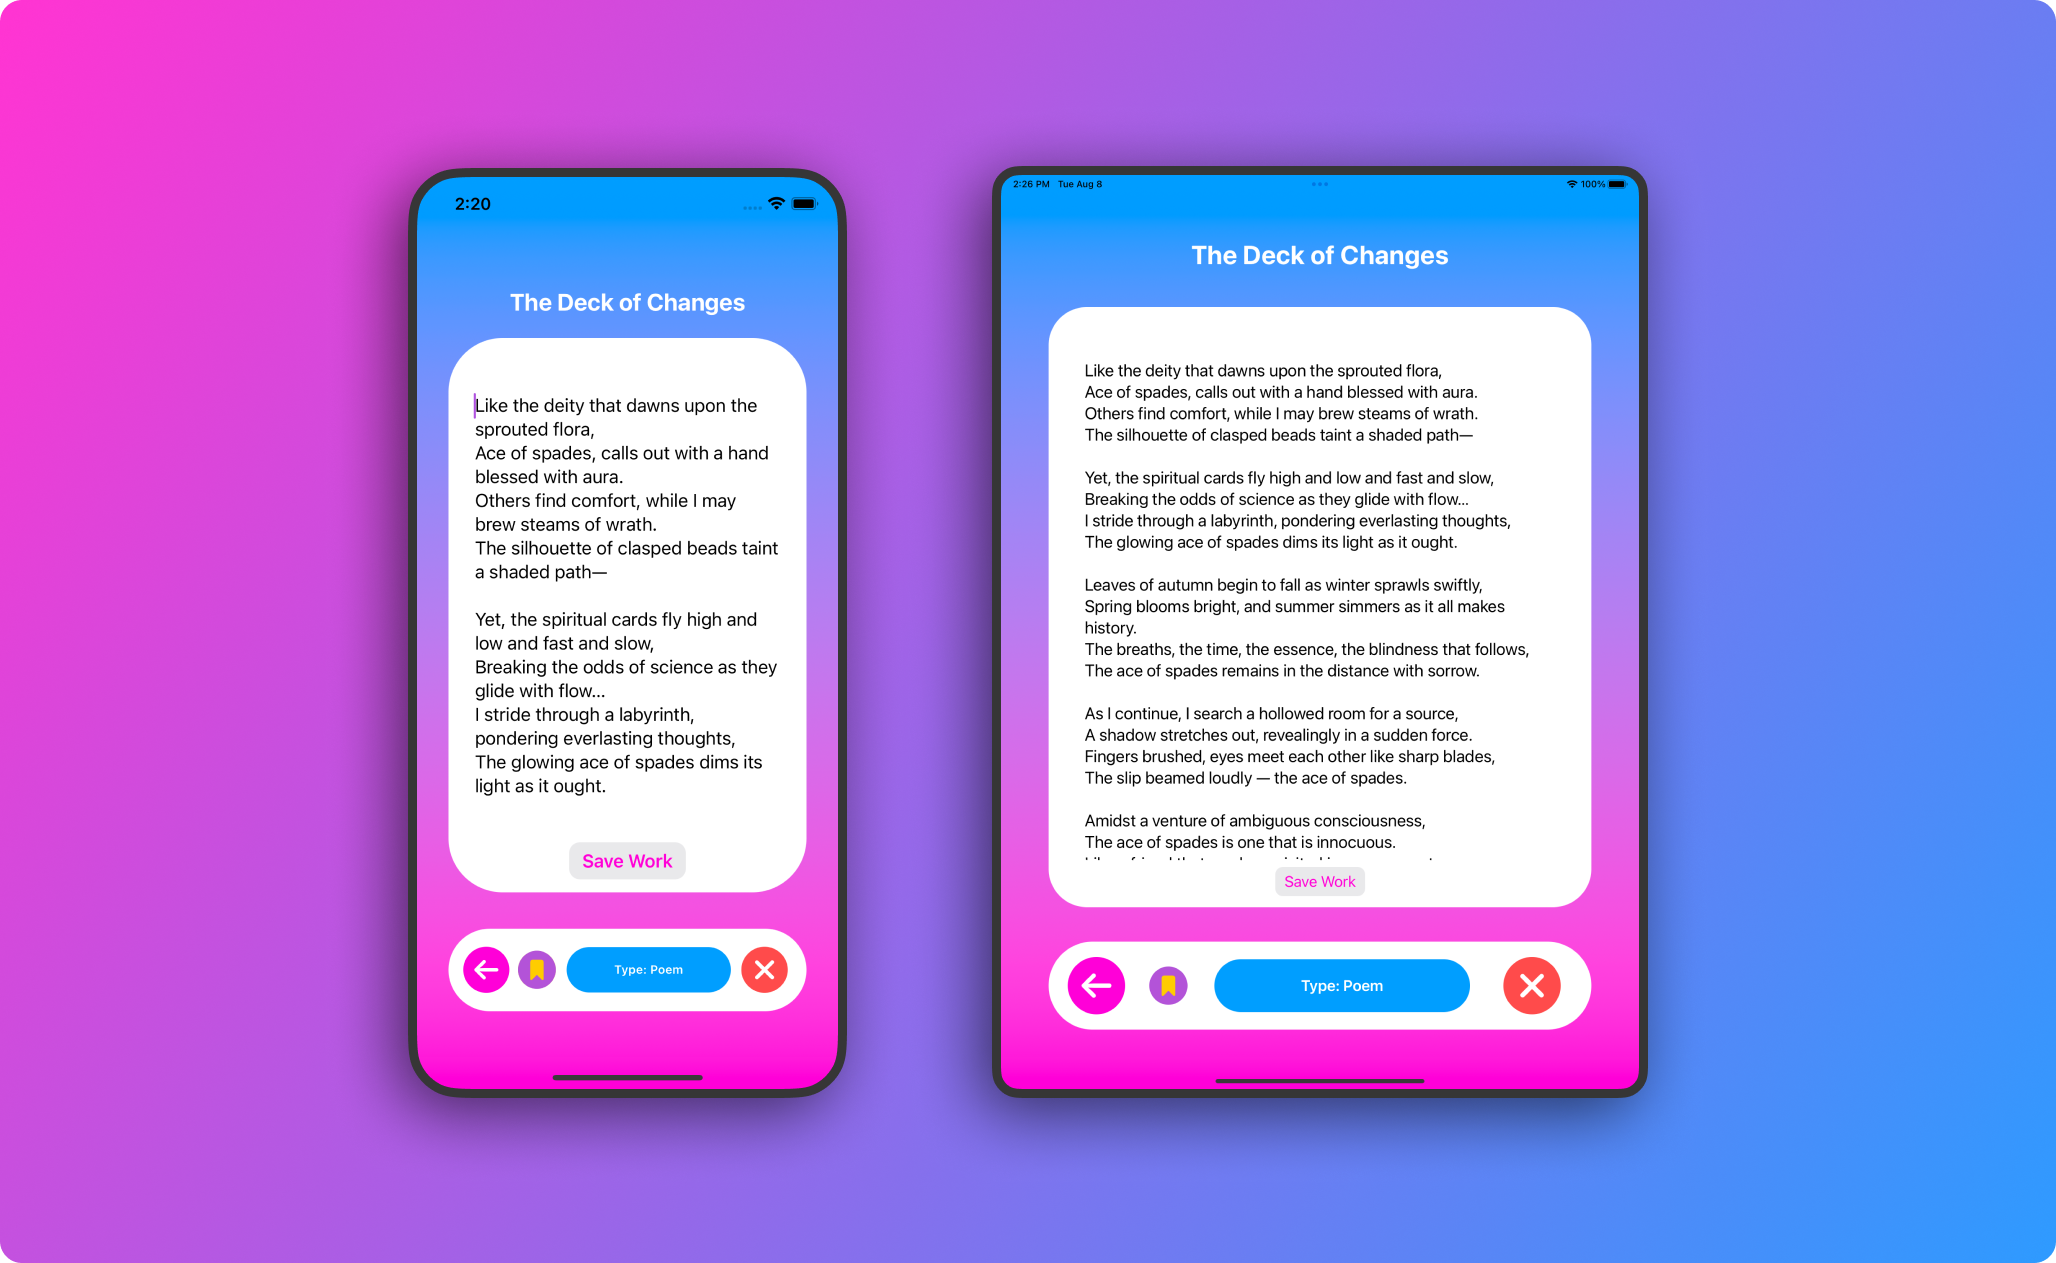 2:20
The Deck of Changes
Like the deity that dawns upon the
sprouted flora,
Ace of spades, calls out with a hand
blessed with aura.
Others find comfort, while I may
brew steams of wrath.
The silhouette of clasped beads taint
a shaded path—
Yet, the spiritual cards fly high and
low and fast and slow,
Breaking the odds of science as they
glide with flow...
I stride through a labyrinth,
pondering everlasting thoughts,
The glowing ace of spades dims its
light as it ought.
Save Work
Type: Poem
2:26 PM Tue Aug 8
100%
The Deck of Changes
Like the deity that dawns upon the sprouted flora,
Ace of spades, calls out with a hand blessed with aura.
Others find comfort, while I may brew steams of wrath.
The silhouette of clasped beads taint a shaded path—
Yet, the spiritual cards fly high and low and fast and slow,
Breaking the odds of science as they glide with flow...
I stride through a labyrinth, pondering everlasting thoughts,
The glowing ace of spades dims its light as it ought.
Leaves of autumn begin to fall as winter sprawls swiftly,
Spring blooms bright, and summer simmers as it all makes
history.
The breaths, the time, the essence, the blindness that follows,
The ace of spades remains in the distance with sorrow.
As I continue, I search a hollowed room for a source,
A shadow stretches out, revealingly in a sudden force.
Fingers brushed, eyes meet each other like sharp blades,
The slip beamed loudly — the ace of spades.
Amidst a venture of ambiguous consciousness,
The ace of spades is one that is innocuous.
Save Work
Type: Poem